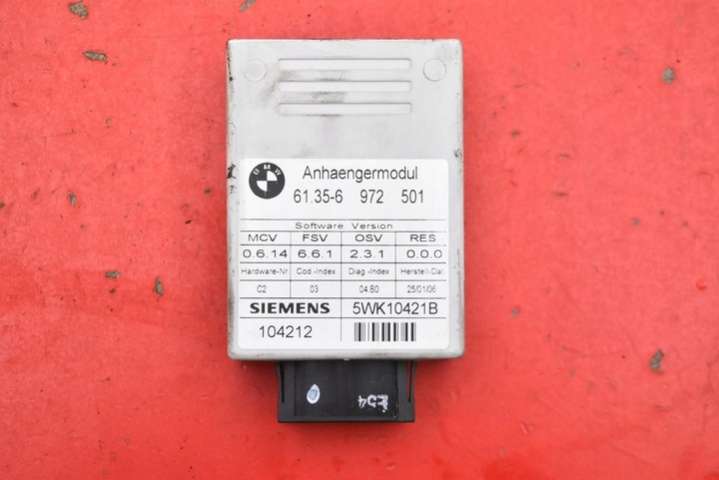 BMW
Anhaengermodul
61.35-6 972 501
Software Version
MCV FSV OSV RES
0.6.14 6.6.1 2.3.1 0.0.0
Hardware-Nr Cod.-Index Diag.-Index Herstell-Dat
C2 03 04.80 25/01/06
SIEMENS 5WK10421B
104212